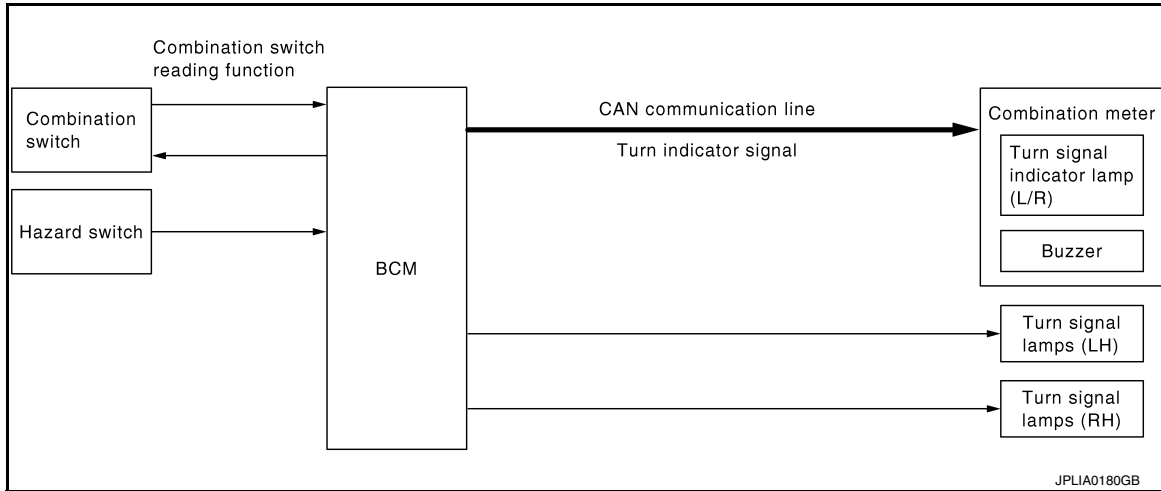 Combination switch
reading function
Combination
switch
Hazard switch
BCM
CAN communication line
Turn indicator signal
Combination meter
Turn signal
indicator lamp
(L/R)
Buzzer
Turn signal
lamps (LH)
Turn signal
lamps (RH)
JPLIA0180GB